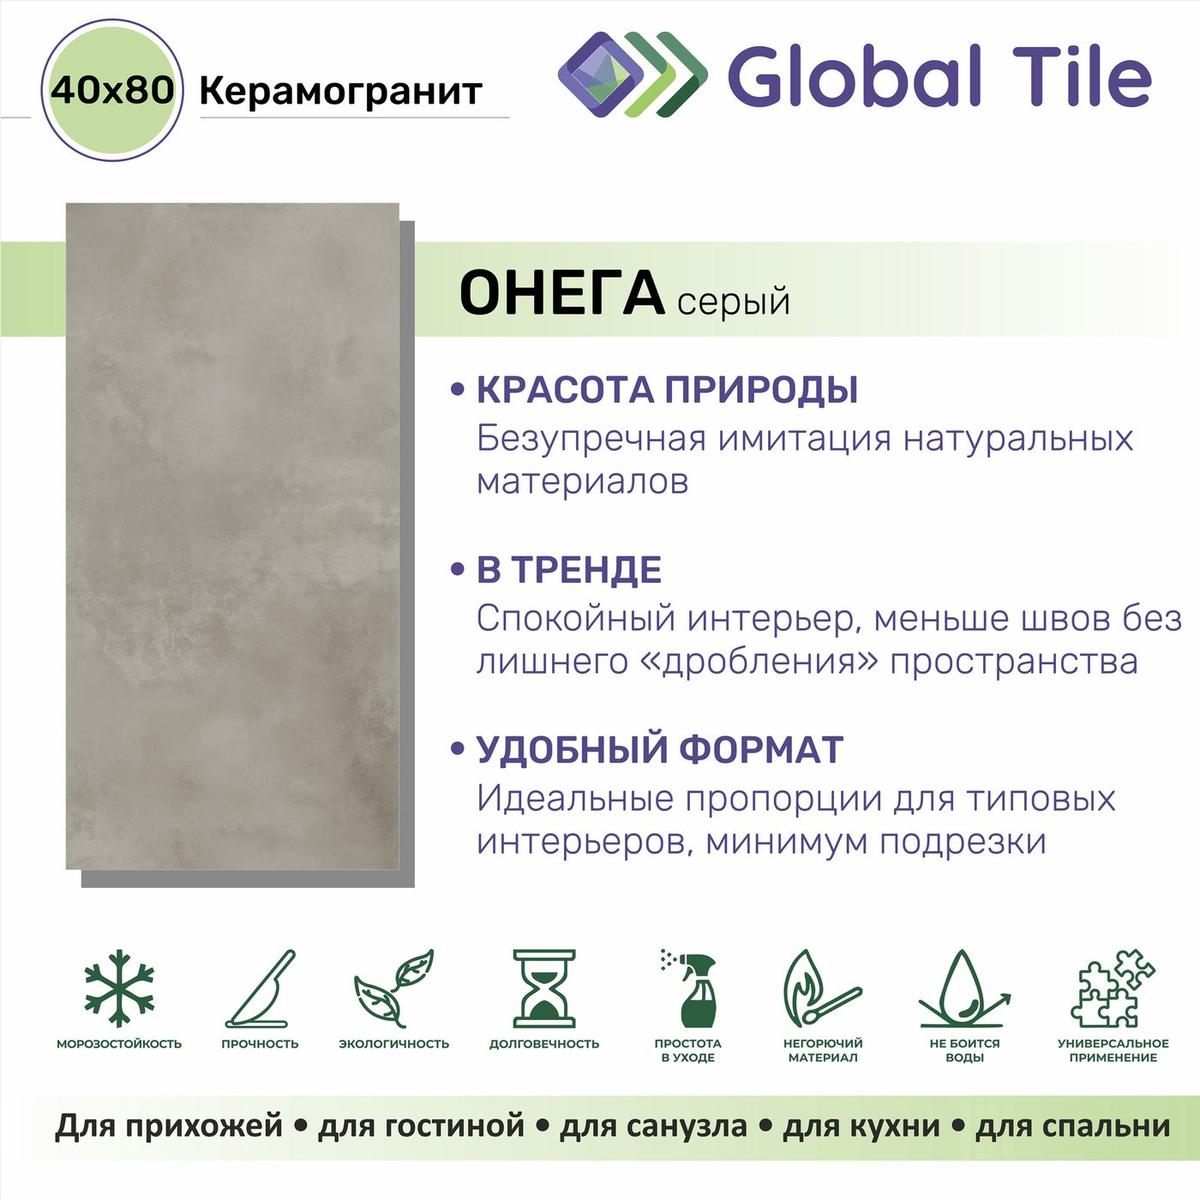 40х80
Керамогранит
Global Tile
ОНЕГА серый
• КРАСОТА ПРИРОДЫ
Безупречная имитация натуральных
материалов
• В ТРЕНДЕ
Спокойный интерьер, меньше швов без
лишнего «дробления» пространства
• УДОБНЫЙ ФОРМАТ
Идеальные пропорции для типовых
интерьеров, минимум подрезки
МОРОЗОСТОЙКОСТЬ
ПРОЧНОСТЬ
ЭКОЛОГИЧНОСТЬ
ДОЛГОВЕЧНОСТЬ
ПРОСТОТА
В УХОДЕ
НЕГОРЮЧИЙ
МАТЕРИАЛ
НЕ БОИТСЯ
ВОДЫ
УНИВЕРСАЛЬНОЕ
ПРИМЕНЕНИЕ
Для прихожей • для гостиной • для санузла • для кухни • для спальни